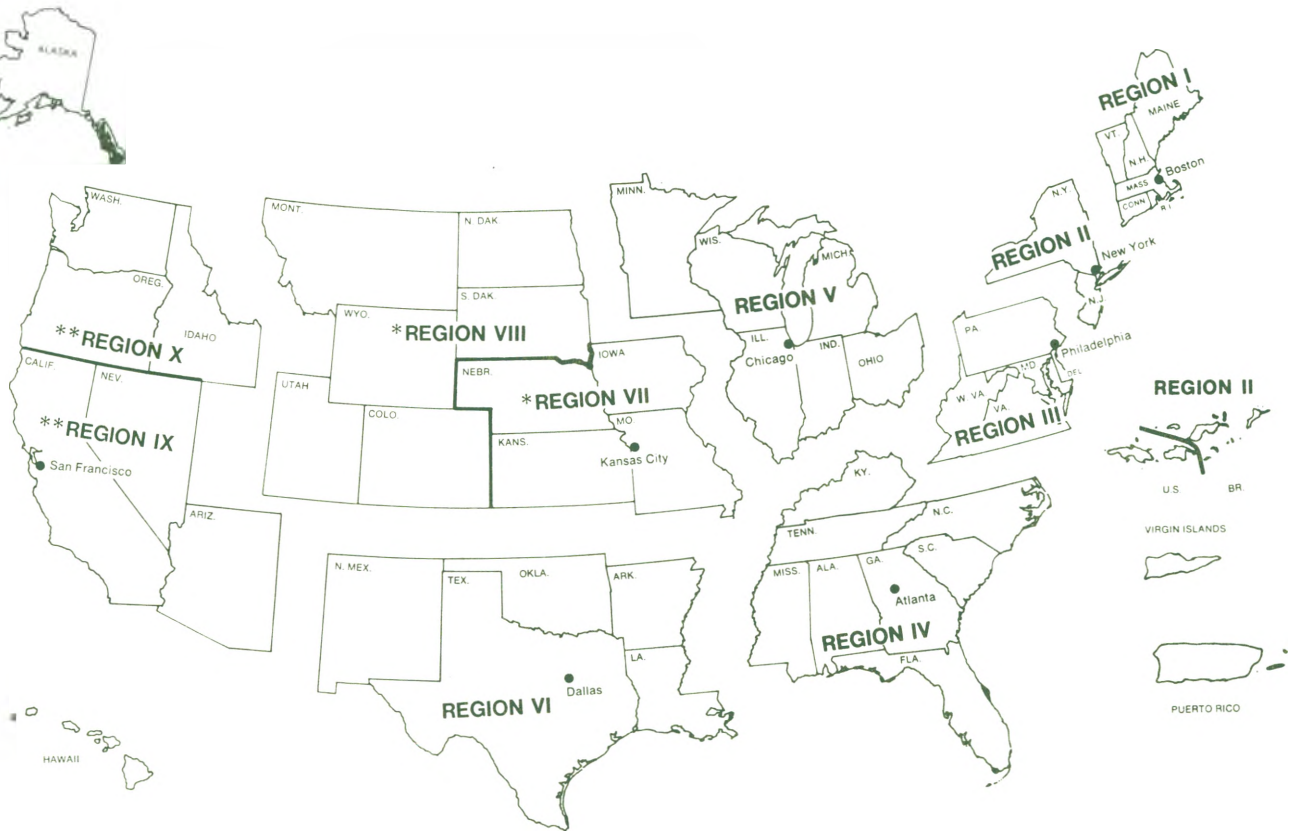 ALASKA
REGION I
MAINE
VT.
N.H.
Boston
MASS
CONN
R.I.
WASH.
MONT.
N. DAK.
MINN.
N.Y.
REGION II
New York
WIS.
MICH.
OREG.
S. DAK.
REGION V
N.J.
WYO.
*REGION VIII
**REGION X
IDAHO
PA.
Philadelphia
ILL.
IND.
Chicago
OHIO
IOWA
CALIF.
NEV.
UTAH
NEBR.
MD.
DEL.
W. VA.
VA.
REGION III
REGION II
*REGION VII
COLO.
MO.
**REGION IX
KANS.
Kansas City
San Francisco
KY.
U.S.
BR.
VIRGIN ISLANDS
ARIZ.
N.C.
TENN.
S.C.
N. MEX.
TEX.
OKLA.
ARK.
MISS.
ALA.
GA.
Atlanta
REGION IV
LA.
FLA.
Dallas
REGION VI
PUERTO RICO
HAWAII